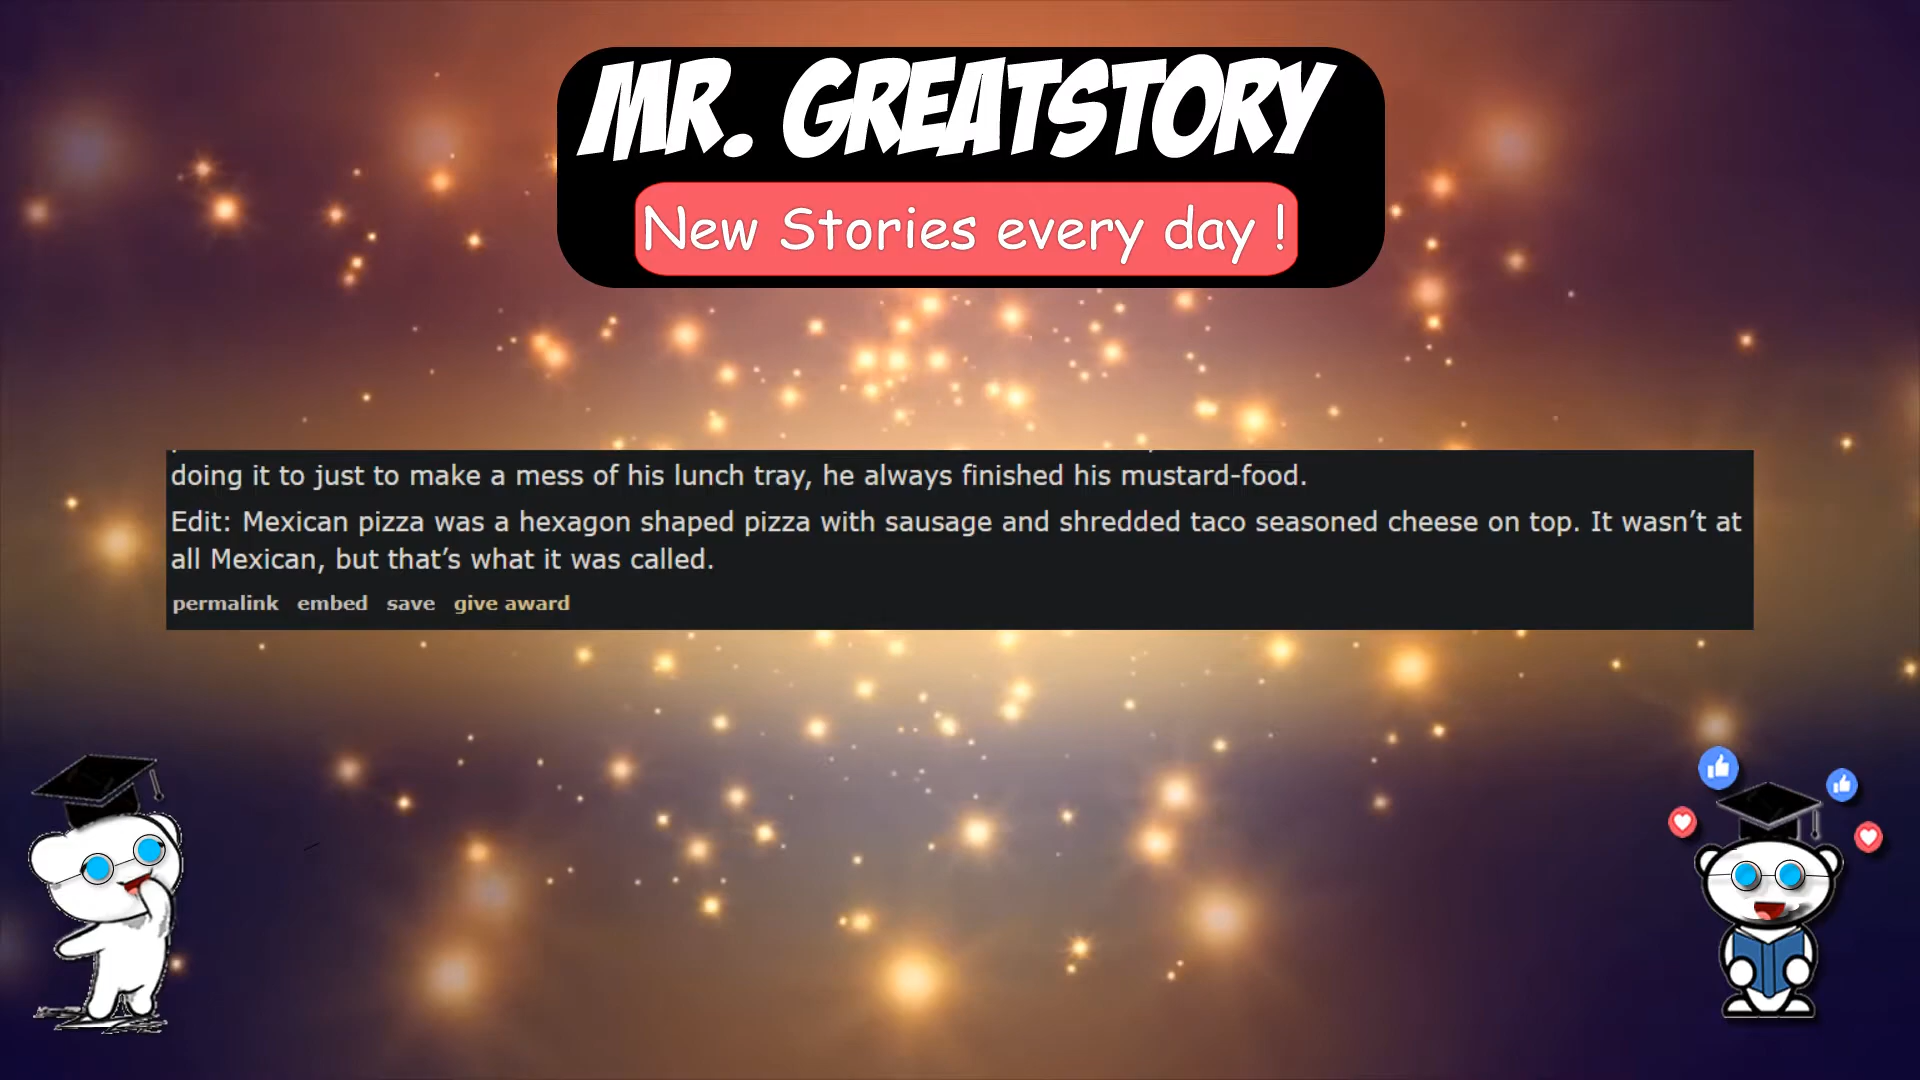 MR. GREATSTORY
New Stories every day !
doing it to just to make a mess of his lunch tray, he always finished his mustard-food.
Edit: Mexican pizza was a hexagon shaped pizza with sausage and shredded taco seasoned cheese on top. It wasn’t at
all Mexican, but that’s what it was called.
permalink embed save give award